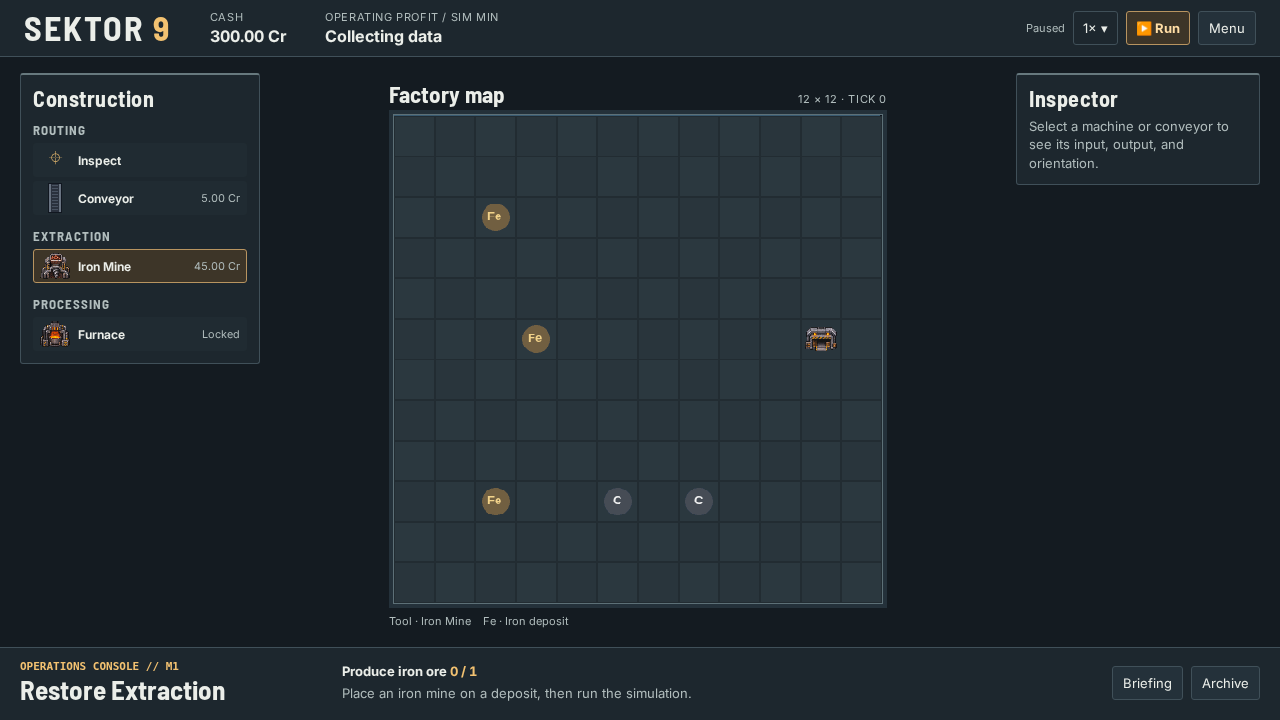 SEKTOR 9
CASH
300.00 Cr
OPERATING PROFIT / SIM MIN
Collecting data
Paused
1× ▾
▶ Run
Menu
Construction
ROUTING
Inspect
Conveyor 5.00 Cr
EXTRACTION
Iron Mine 45.00 Cr
PROCESSING
Furnace Locked
Factory map
12 × 12 · TICK 0
Fe
Fe
Fe
C
C
Tool · Iron Mine Fe · Iron deposit
Inspector
Select a machine or conveyor to
see its input, output, and
orientation.
OPERATIONS CONSOLE // M1
Restore Extraction
Produce iron ore 0 / 1
Place an iron mine on a deposit, then run the simulation.
Briefing
Archive